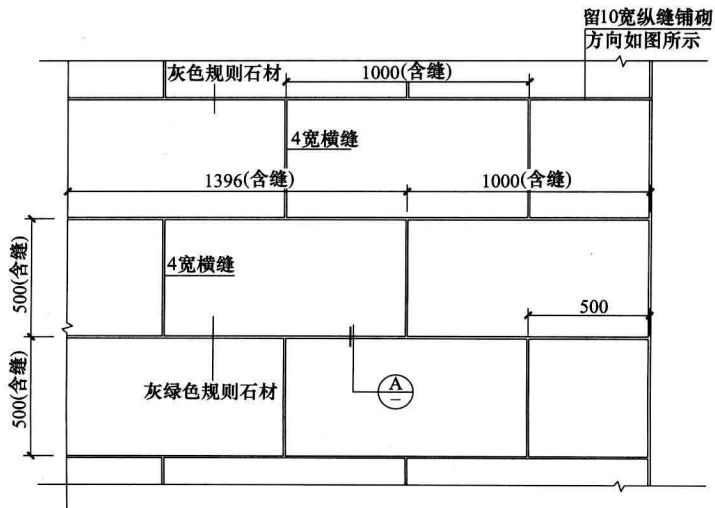 留10宽纵缝铺砌
方向如图所示
灰色规则石材
1000(含缝)
4宽横缝
1396(含缝)
1000(含缝)
500(含缝)
4宽横缝
500
500(含缝)
灰绿色规则石材
A